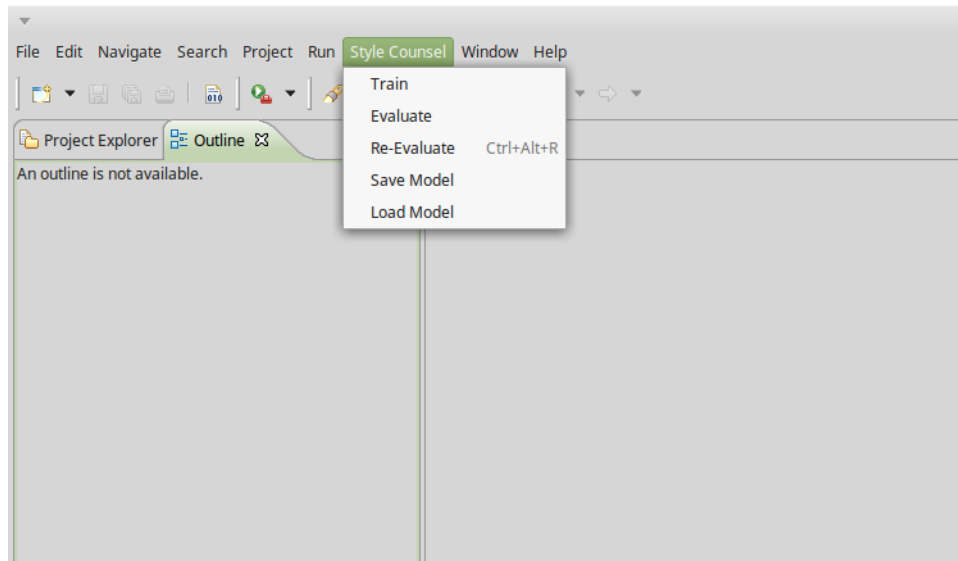 File Edit Navigate Search Project Run Style Counsel Window Help
Train
Evaluate
010
Re-Evaluate Ctrl+Alt+R
Project Explorer Outline
An outline is not available.
Save Model
Load Model